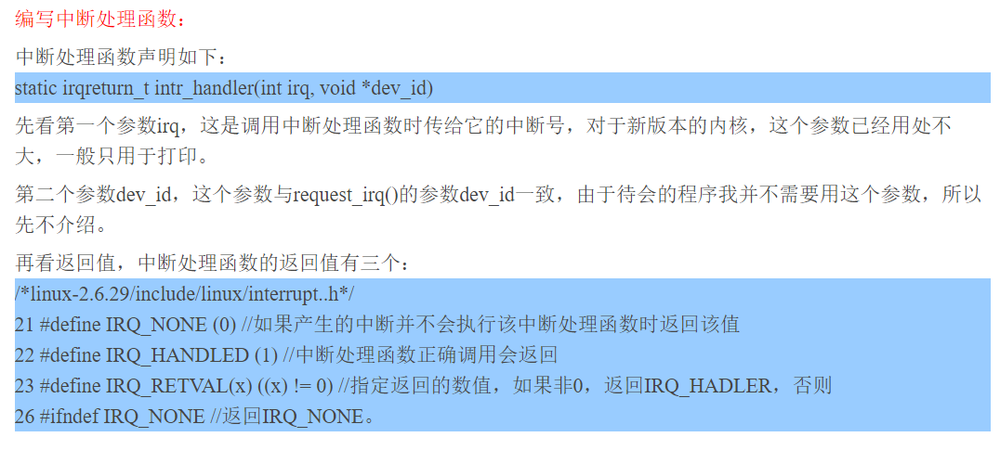 编写中断处理函数：
中断处理函数声明如下：
static irqreturn_t intr_handler(int irq, void *dev_id)
先看第一个参数irq，这是调用中断处理函数时传给它的中断号，对于新版本的内核，这个参数已经用处不
大，一般只用于打印。
第二个参数dev_id，这个参数与request_irq()的参数dev_id一致，由于待会的程序我并不需要用这个参数，所以
先不介绍。
再看返回值，中断处理函数的返回值有三个：
/*linux-2.6.29/include/linux/interrupt..h*/
21 #define IRQ_NONE (0) //如果产生的中断并不会执行该中断处理函数时返回该值
22 #define IRQ_HANDLED (1) //中断处理函数正确调用会返回
23 #define IRQ_RETVAL(x) ((x) != 0) //指定返回的数值，如果非0，返回IRQ_HADLER，否则
26 #ifndef IRQ_NONE //返回IRQ_NONE。